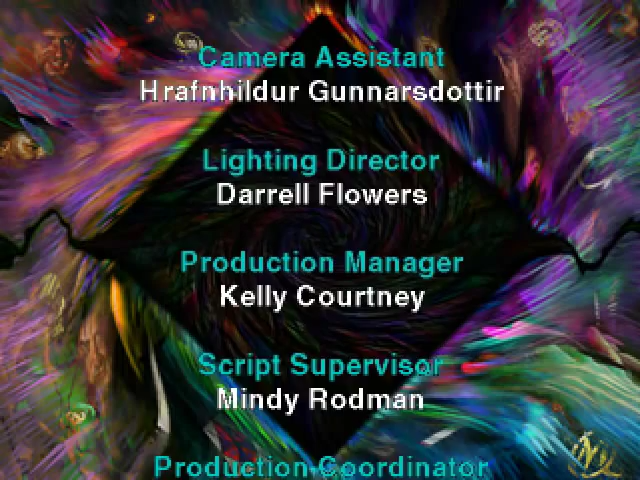 Camera Assistant
Hrafnhildur Gunnarsdottir
Lighting Director
Darrell Flowers
Production Manager
Kelly Courtney
Script Supervisor
Mindy Rodman
Production Coordinator